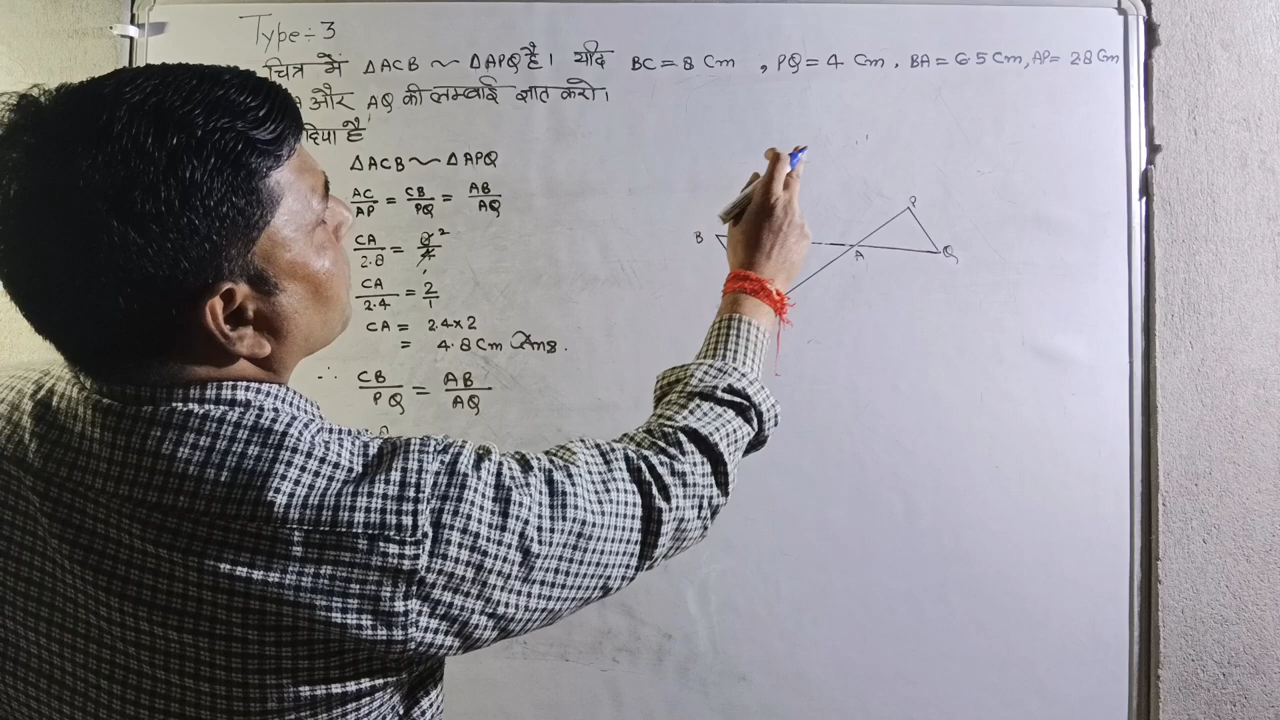 Type÷3
चित्र में ΔACB ~ ΔAPQ है। यदि BC = 8 Cm , PQ = 4 Cm , BA = 6 5 Cm, AP = 2 8 Cm
और AQ की लम्बाई ज्ञात करो।
दिया है
ΔACB ~ ΔAPQ
AC/AP = CB/PQ = AB/AQ
CA/2.8 = 8/4 2
CA/2.4 = 2/1
CA = 2.4×2
= 4.8 Cm Ans.
∴ CB/PQ = AB/AQ
B
P
A
Q